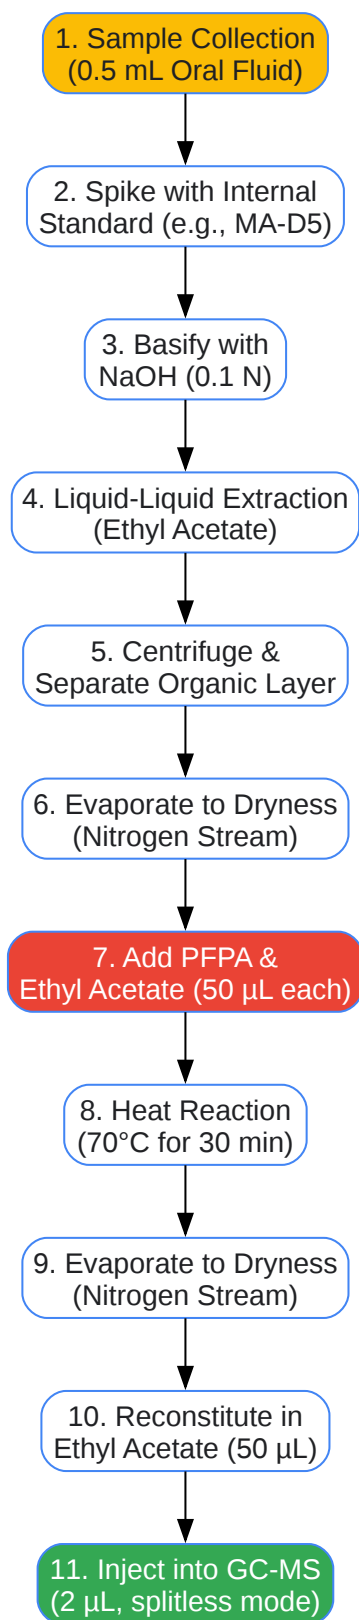 1. Sample Collection
(0.5 mL Oral Fluid)
2. Spike with Internal
Standard (e.g., MA-D5)
3. Basify with
NaOH (0.1 N)
4. Liquid-Liquid Extraction
(Ethyl Acetate)
5. Centrifuge &
Separate Organic Layer
6. Evaporate to Dryness
(Nitrogen Stream)
7. Add PFPA &
Ethyl Acetate (50 µL each)
8. Heat Reaction
(70°C for 30 min)
9. Evaporate to Dryness
(Nitrogen Stream)
10. Reconstitute in
Ethyl Acetate (50 µL)
11. Inject into GC-MS
(2 µL, splitless mode)